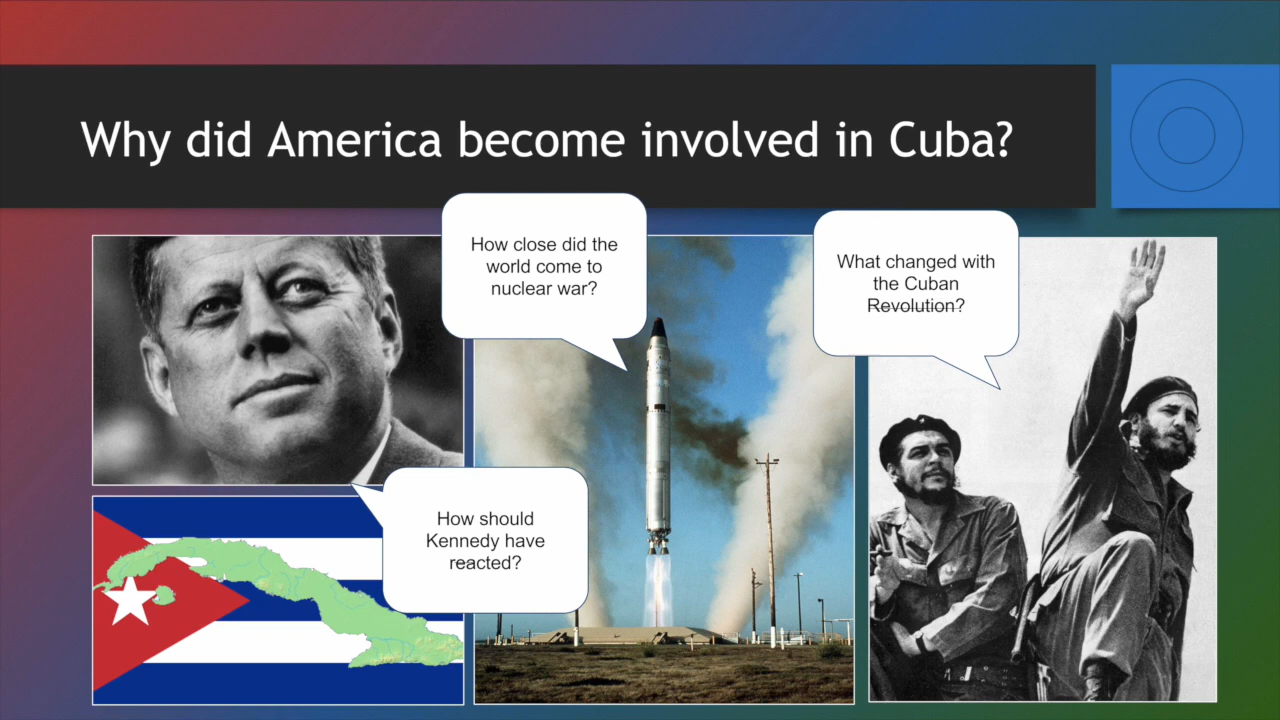 Why did America become involved in Cuba?
How close did the
world come to
nuclear war?
What changed with
the Cuban
Revolution?
How should
Kennedy have
reacted?